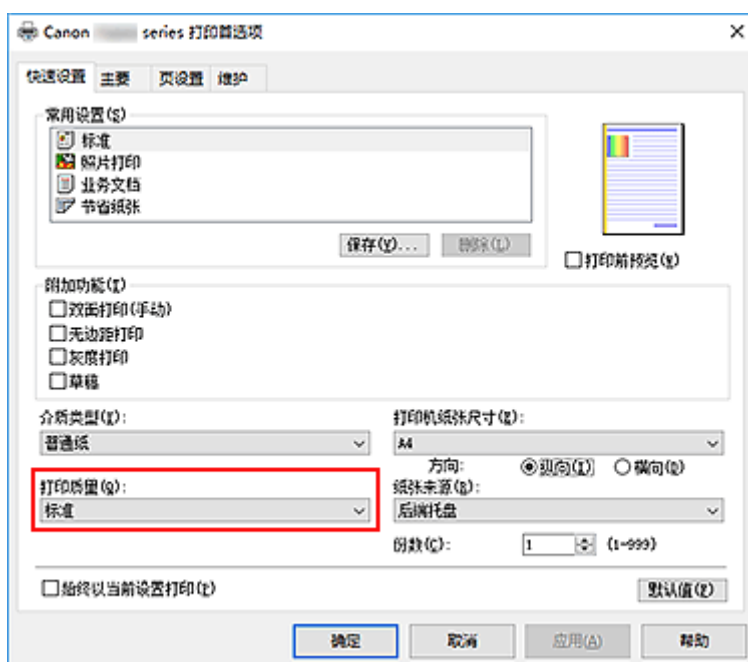 Canon series 打印首选项
快速设置 主要 页设置 维护
常用设置(S)
标准
照片打印
业务文档
节省纸张
保存(V)... 删除(L)
打印前预览(W)
附加功能(I)
双面打印(手动)
无边距打印
灰度打印
草稿
介质类型(Y): 打印机纸张尺寸(Z):
普通纸 A4
方向: 纵向(I) 横向(D)
打印质量(Q): 纸张来源(B):
标准 后端托盘
份数(C): 1 (1-999)
始终以当前设置打印(P) 默认值(F)
确定 取消 应用(A) 帮助